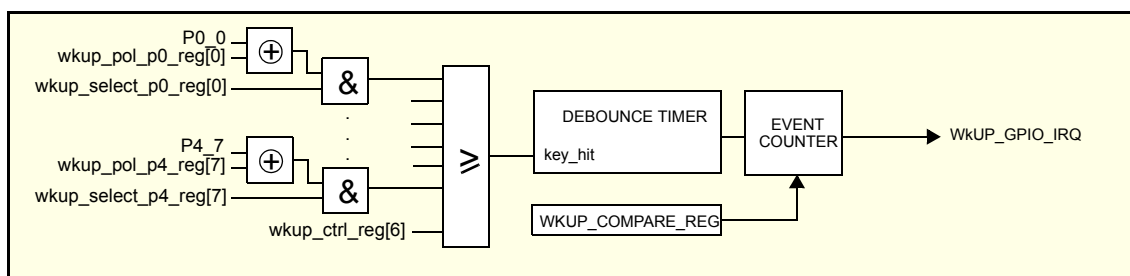 P0_0
wkup_pol_p0_reg[0]
wkup_select_p0_reg[0]
&
P4_7
wkup_pol_p4_reg[7]
wkup_select_p4_reg[7]
&
wkup_ctrl_reg[6]
≥
DEBOUNCE TIMER
key_hit
EVENT
COUNTER
WkUP_GPIO_IRQ
WKUP_COMPARE_REG